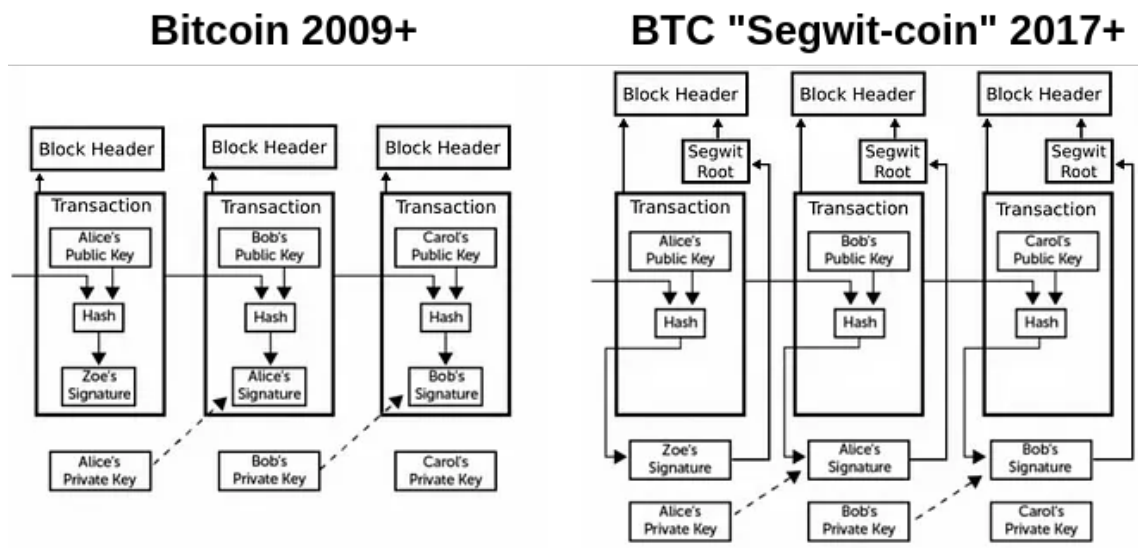 Bitcoin 2009+
Block Header
Block Header
Block Header
Transaction
Transaction
Transaction
Alice's
Public Key
Bob's
Public Key
Carol's
Public Key
Hash
Hash
Hash
Zoe's
Signature
Alice's
Signature
Bob's
Signature
Alice's
Private Key
Bob's
Private Key
Carol's
Private Key
BTC "Segwit-coin" 2017+
Block Header
Block Header
Block Header
Segwit
Root
Segwit
Root
Segwit
Root
Transaction
Transaction
Transaction
Alice's
Public Key
Bob's
Public Key
Carol's
Public Key
Hash
Hash
Hash
Zoe's
Signature
Alice's
Signature
Bob's
Signature
Alice's
Private Key
Bob's
Private Key
Carol's
Private Key